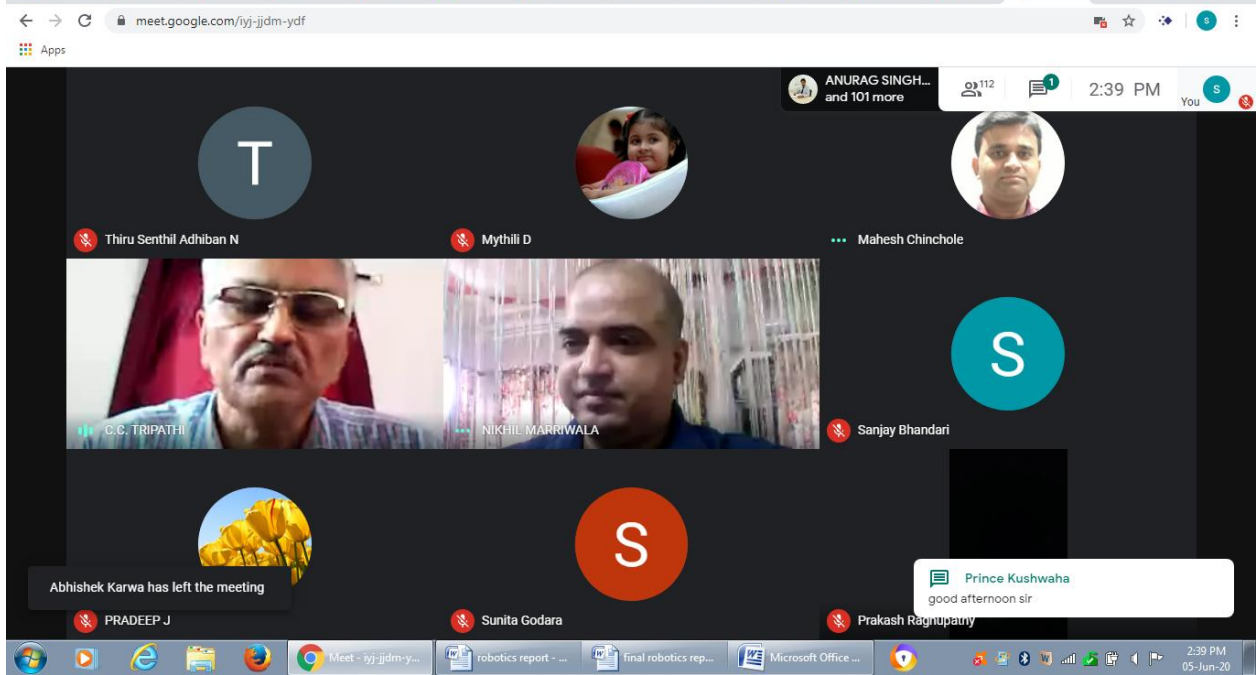 meet.google.com/iyj-jjdm-ydf
S
Apps
ANURAG SINGH...
and 101 more
112
1
2:39 PM
You
S
T
Thiru Senthil Adhiban N
Mythili D
Mahesh Chinchole
C.C. TRIPATHI
NIKHIL MARRIWALA
S
Sanjay Bhandari
Abhishek Karwa has left the meeting
PRADEEP J
S
Sunita Godara
Prince Kushwaha
good afternoon sir
Prakash Raghupathy
Meet - iyj-jjdm-y...
robotics report - ...
final robotics rep...
Microsoft Office ...
2:39 PM
05-Jun-20